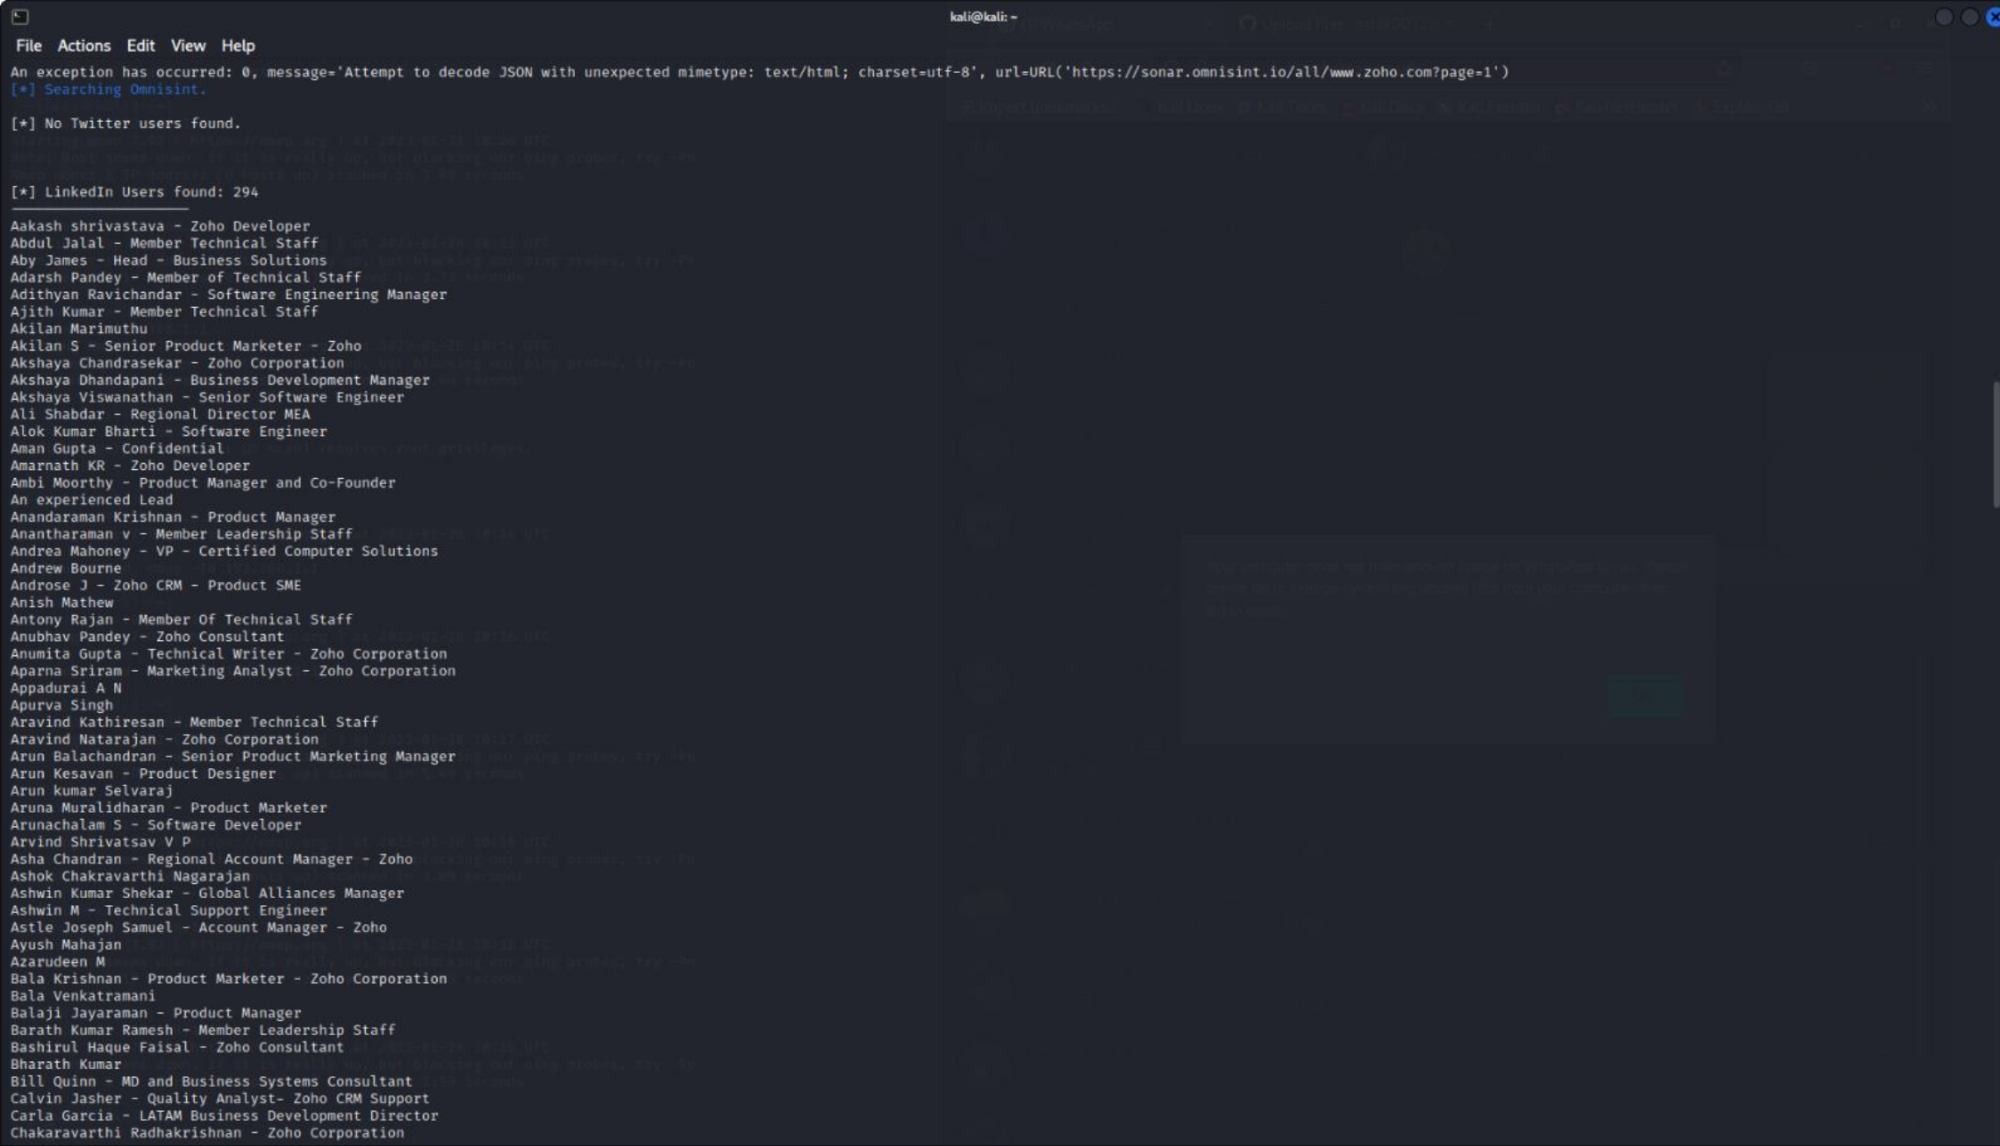 kali@kali: ~
File Actions Edit View Help
An exception has occurred: 0, message='Attempt to decode JSON with unexpected mimetype: text/html; charset=utf-8', url=URL('https://sonar.omnisint.io/all/www.zoho.com?page=1')
[*] Searching Omnisint.
[*] No Twitter users found.
[*] LinkedIn Users found: 294
---------------------
Aakash shrivastava - Zoho Developer
Abdul Jalal - Member Technical Staff
Aby James - Head - Business Solutions
Adarsh Pandey - Member of Technical Staff
Adithyan Ravichandar - Software Engineering Manager
Ajith Kumar - Member Technical Staff
Akilan Marimuthu
Akilan S - Senior Product Marketer - Zoho
Akshaya Chandrasekar - Zoho Corporation
Akshaya Dhandapani - Business Development Manager
Akshaya Viswanathan - Senior Software Engineer
Ali Shabdar - Regional Director MEA
Alok Kumar Bharti - Software Engineer
Aman Gupta - Confidential
Amarnath KR - Zoho Developer
Ambi Moorthy - Product Manager and Co-Founder
An experienced Lead
Anandaraman Krishnan - Product Manager
Anantharaman v - Member Leadership Staff
Andrea Mahoney - VP - Certified Computer Solutions
Andrew Bourne
Androse J - Zoho CRM - Product SME
Anish Mathew
Antony Rajan - Member Of Technical Staff
Anubhav Pandey - Zoho Consultant
Anumita Gupta - Technical Writer - Zoho Corporation
Aparna Sriram - Marketing Analyst - Zoho Corporation
Appadurai A N
Apurva Singh
Aravind Kathiresan - Member Technical Staff
Aravind Natarajan - Zoho Corporation
Arun Balachandran - Senior Product Marketing Manager
Arun Kesavan - Product Designer
Arun kumar Selvaraj
Aruna Muralidharan - Product Marketer
Arunachalam S - Software Developer
Arvind Shrivatsav V P
Asha Chandran - Regional Account Manager - Zoho
Ashok Chakravarthi Nagarajan
Ashwin Kumar Shekar - Global Alliances Manager
Ashwin M - Technical Support Engineer
Astle Joseph Samuel - Account Manager - Zoho
Ayush Mahajan
Azarudeen M
Bala Krishnan - Product Marketer - Zoho Corporation
Bala Venkatramani
Balaji Jayaraman - Product Manager
Barath Kumar Ramesh - Member Leadership Staff
Bashirul Haque Faisal - Zoho Consultant
Bharath Kumar
Bill Quinn - MD and Business Systems Consultant
Calvin Jasher - Quality Analyst- Zoho CRM Support
Carla Garcia - LATAM Business Development Director
Chakaravarthi Radhakrishnan - Zoho Corporation